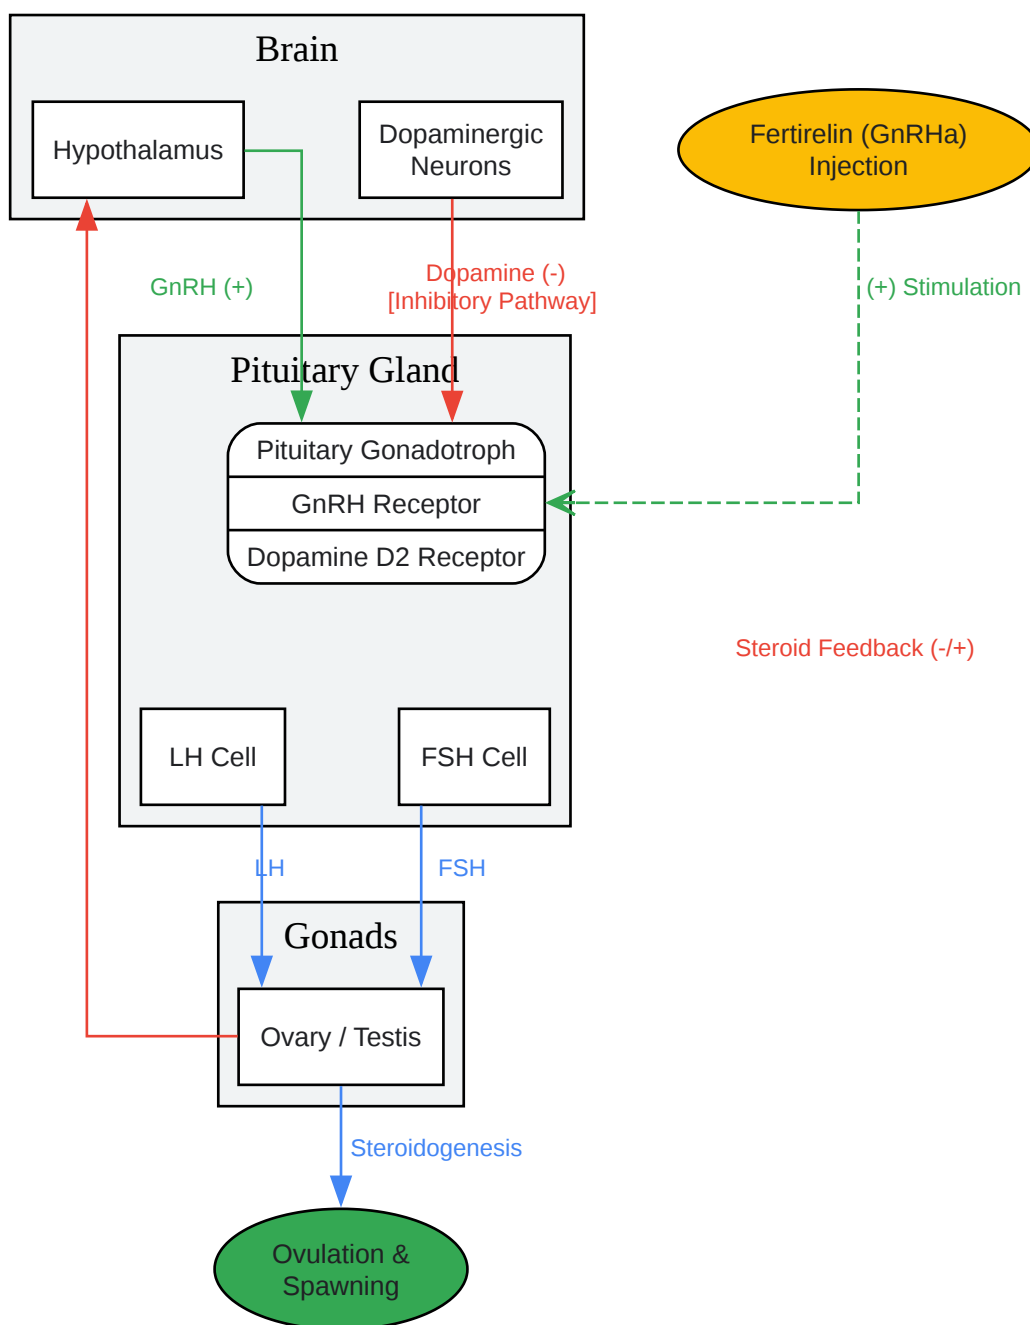 Brain
Hypothalamus
Dopaminergic
Neurons
Fertirelin (GnRHa)
Injection
GnRH (+)
Dopamine (-)
[Inhibitory Pathway]
(+) Stimulation
Pituitary Gland
Pituitary Gonadotroph
GnRH Receptor
Dopamine D2 Receptor
Steroid Feedback (-/+)
LH Cell
FSH Cell
LH
FSH
Gonads
Ovary / Testis
Steroidogenesis
Ovulation &
Spawning